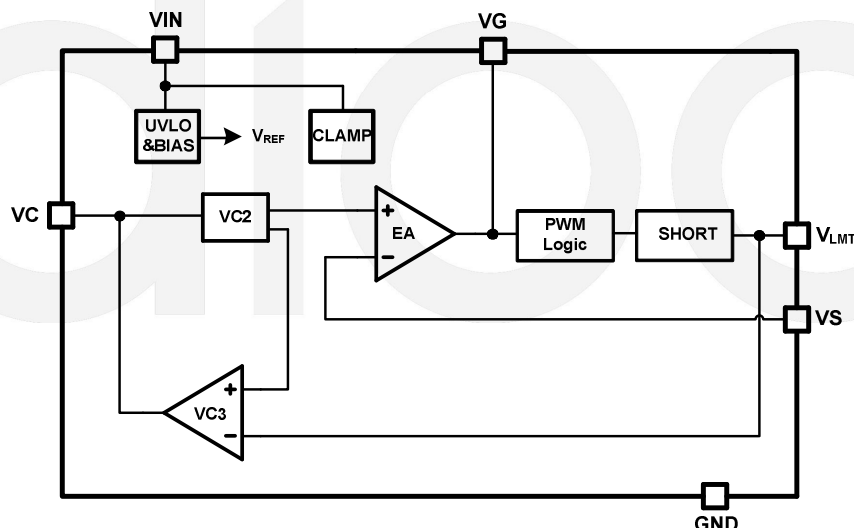 VIN
VG
UVLO
&BIAS
VREF
CLAMP
VC
VC2
+
EA
−
PWM
Logic
SHORT
VLMT
VS
+
VC3
−
GND